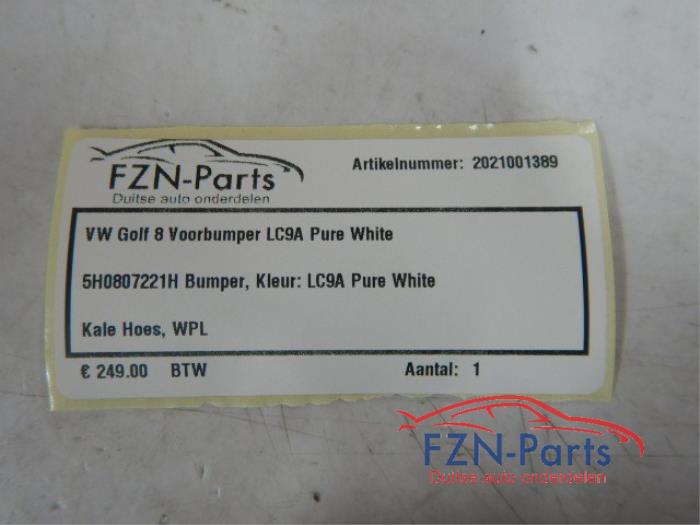 FZN-Parts
Duitse auto onderdelen
Artikelnummer: 2021001389
VW Golf 8 Voorbumper LC9A Pure White
5H0807221H Bumper, Kleur: LC9A Pure White
Kale Hoes, WPL
€ 249.00 BTW Aantal: 1
FZN-Parts
Duitse auto onderdelen